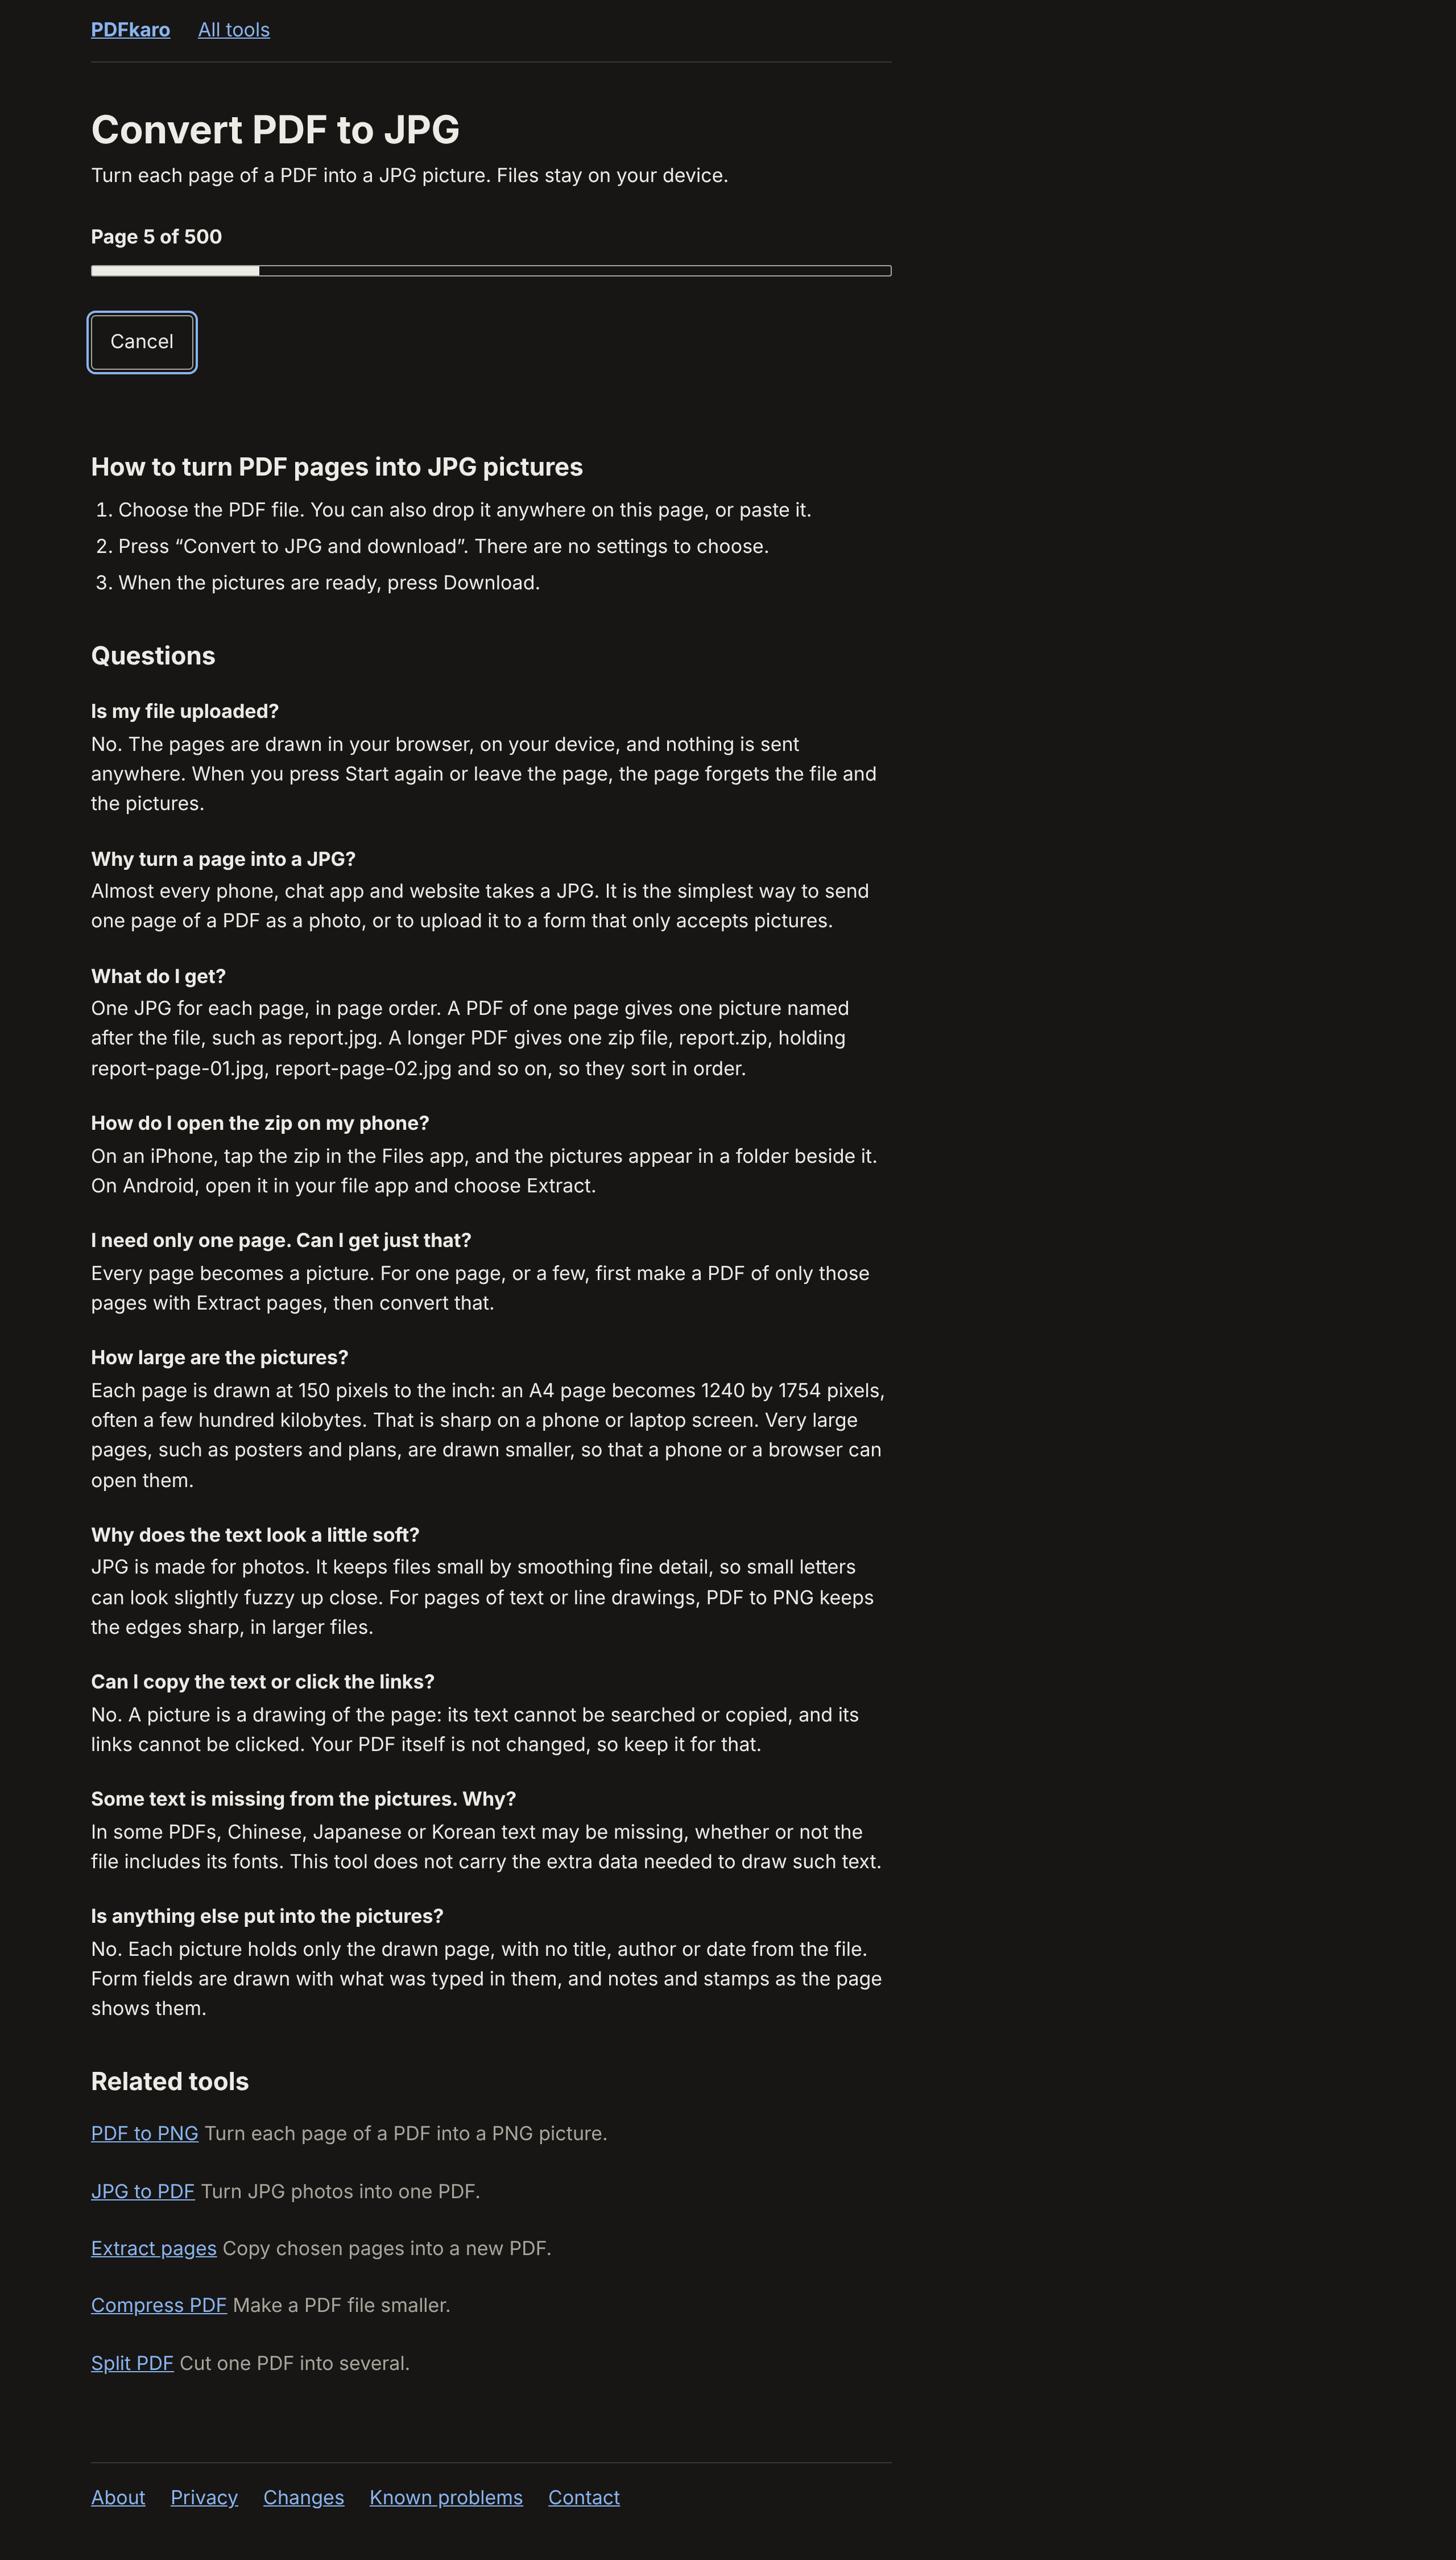 PDFkaro All tools
Convert PDF to JPG
Turn each page of a PDF into a JPG picture. Files stay on your device.
Page 5 of 500
Cancel
How to turn PDF pages into JPG pictures
1. Choose the PDF file. You can also drop it anywhere on this page, or paste it.
2. Press “Convert to JPG and download”. There are no settings to choose.
3. When the pictures are ready, press Download.
Questions
Is my file uploaded?
No. The pages are drawn in your browser, on your device, and nothing is sent
anywhere. When you press Start again or leave the page, the page forgets the file and
the pictures.
Why turn a page into a JPG?
Almost every phone, chat app and website takes a JPG. It is the simplest way to send
one page of a PDF as a photo, or to upload it to a form that only accepts pictures.
What do I get?
One JPG for each page, in page order. A PDF of one page gives one picture named
after the file, such as report.jpg. A longer PDF gives one zip file, report.zip, holding
report-page-01.jpg, report-page-02.jpg and so on, so they sort in order.
How do I open the zip on my phone?
On an iPhone, tap the zip in the Files app, and the pictures appear in a folder beside it.
On Android, open it in your file app and choose Extract.
I need only one page. Can I get just that?
Every page becomes a picture. For one page, or a few, first make a PDF of only those
pages with Extract pages, then convert that.
How large are the pictures?
Each page is drawn at 150 pixels to the inch: an A4 page becomes 1240 by 1754 pixels,
often a few hundred kilobytes. That is sharp on a phone or laptop screen. Very large
pages, such as posters and plans, are drawn smaller, so that a phone or a browser can
open them.
Why does the text look a little soft?
JPG is made for photos. It keeps files small by smoothing fine detail, so small letters
can look slightly fuzzy up close. For pages of text or line drawings, PDF to PNG keeps
the edges sharp, in larger files.
Can I copy the text or click the links?
No. A picture is a drawing of the page: its text cannot be searched or copied, and its
links cannot be clicked. Your PDF itself is not changed, so keep it for that.
Some text is missing from the pictures. Why?
In some PDFs, Chinese, Japanese or Korean text may be missing, whether or not the
file includes its fonts. This tool does not carry the extra data needed to draw such text.
Is anything else put into the pictures?
No. Each picture holds only the drawn page, with no title, author or date from the file.
Form fields are drawn with what was typed in them, and notes and stamps as the page
shows them.
Related tools
PDF to PNG Turn each page of a PDF into a PNG picture.
JPG to PDF Turn JPG photos into one PDF.
Extract pages Copy chosen pages into a new PDF.
Compress PDF Make a PDF file smaller.
Split PDF Cut one PDF into several.
About Privacy Changes Known problems Contact